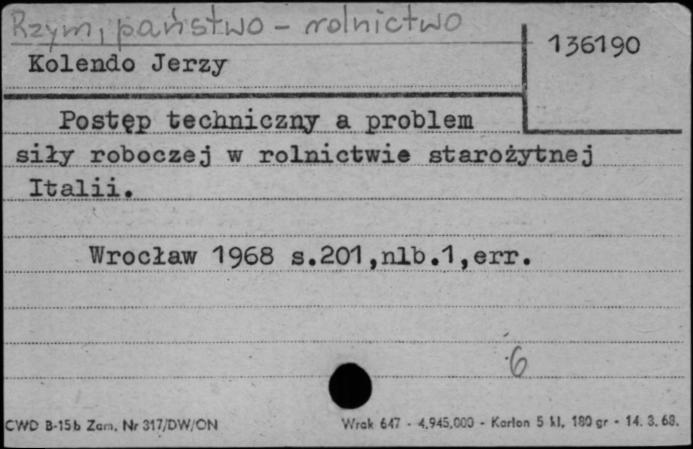 Rzym, państwo - rolnictwo
136190
Kolendo Jerzy
Postęp techniczny a problem
siły roboczej w rolnictwie starożytnej
Italii.
Wrocław 1968 s.201,nlb.1,err.
6
CWD B-15b Zam. Nr 317/DW/ON
Wrak 647 - 4.945.000 - Karton 5 kl. 180 gr - 14. 3. 68.